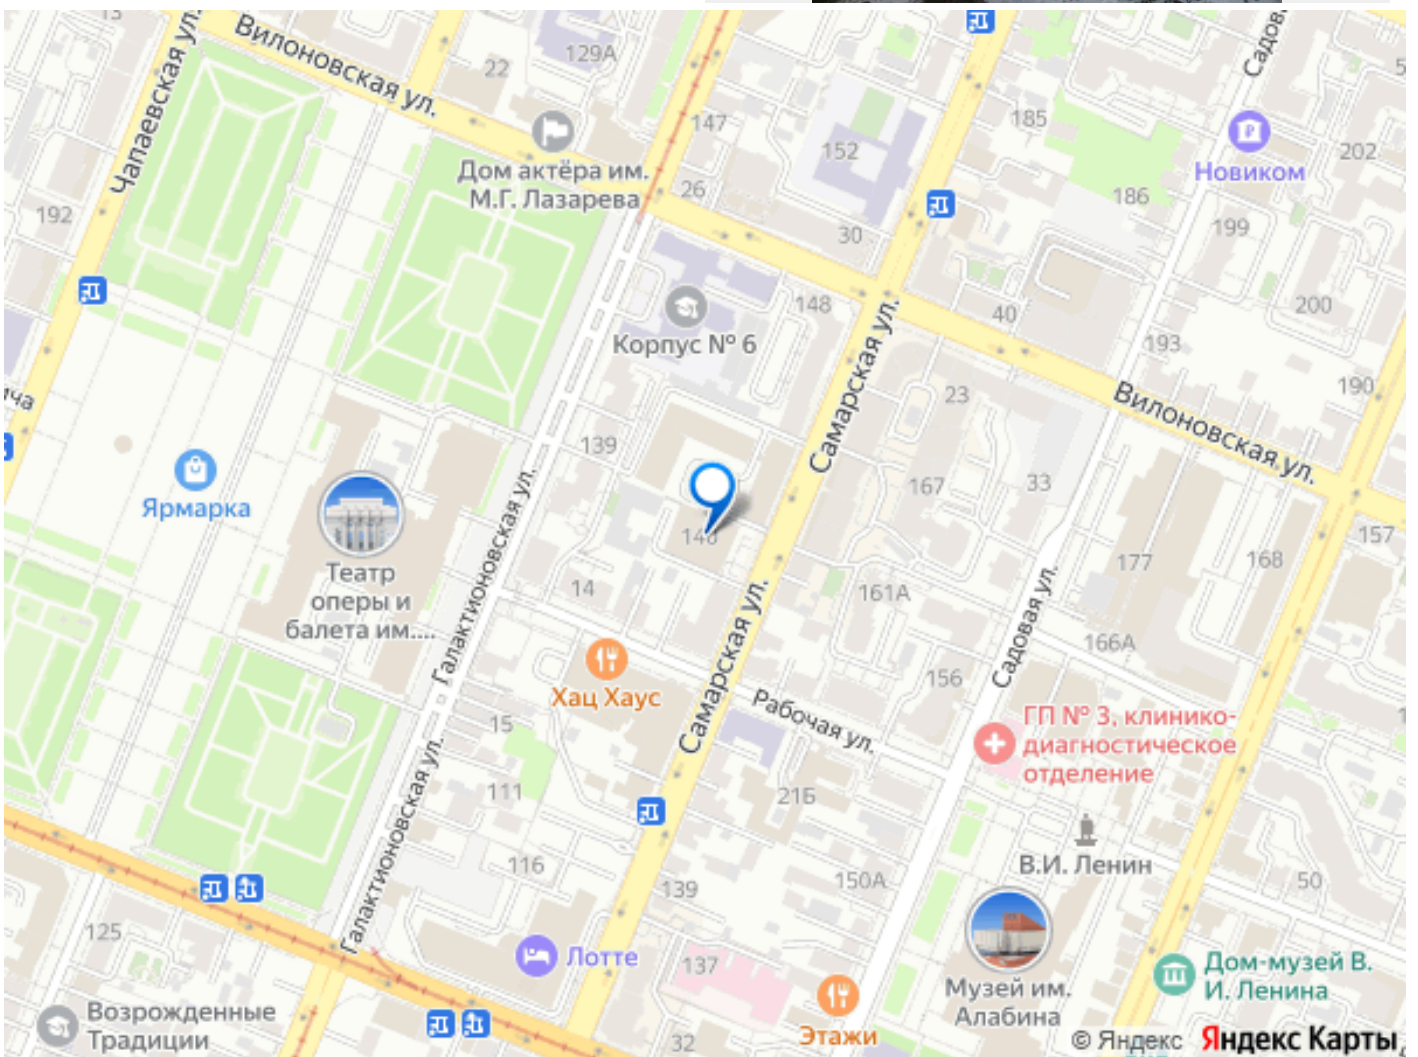 13
Вилоновская ул.
129А
22
Садов
Чапаевская ул.
147
185
Дом актёра им.
М.Г. Лазарева
152
Новиком
202
192
26
186
30
199
148
40
200
Корпус № 6
193
190
ича
Самарская ул.
23
Вилоновская ул.
139
Ярмарка
167
33
157
Галактионовская ул.
146
177
168
Театр
оперы и
балета им....
14
161А
Садовая ул.
166А
Хац Хаус
Самарская ул.
156
Самарская ул.
Рабочая ул.
15
ГП № 3, клинико-
диагностическое
отделение
111
21Б
Галактионовская ул.
116
В.И. Ленин
139
150А
50
125
Лотте
137
Музей им.
Алабина
Дом-музей В.
И. Ленина
Возрожденные
Традиции
32
Этажи
© Яндекс Яндекс Карты